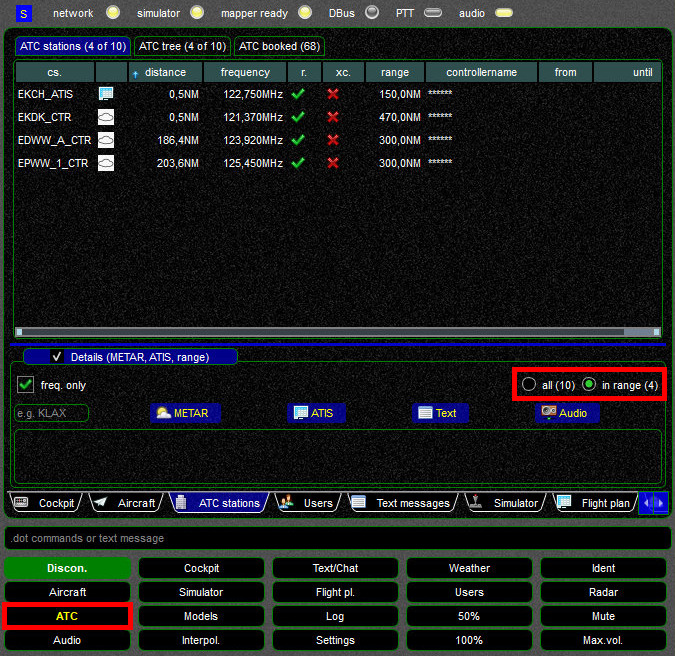 S network simulator mapper ready DBus PTT audio
ATC stations (4 of 10) ATC tree (4 of 10) ATC booked (68)
cs. distance frequency r. xc. range controllername from until
EKCH_ATIS 0,5NM 122,750MHz 150,0NM ******
EKDK_CTR 0,5NM 121,370MHz 470,0NM ******
EDWW_A_CTR 186,4NM 123,920MHz 300,0NM ******
EPWW_1_CTR 203,6NM 125,450MHz 300,0NM ******
Details (METAR, ATIS, range)
freq. only all (10) in range (4)
e.g. KLAX METAR ATIS Text Audio
Cockpit Aircraft ATC stations Users Text messages Simulator Flight plan
.dot commands or text message
Discon. Cockpit Text/Chat Weather Ident
Aircraft Simulator Flight pl. Users Radar
ATC Models Log 50% Mute
Audio Interpol. Settings 100% Max.vol.